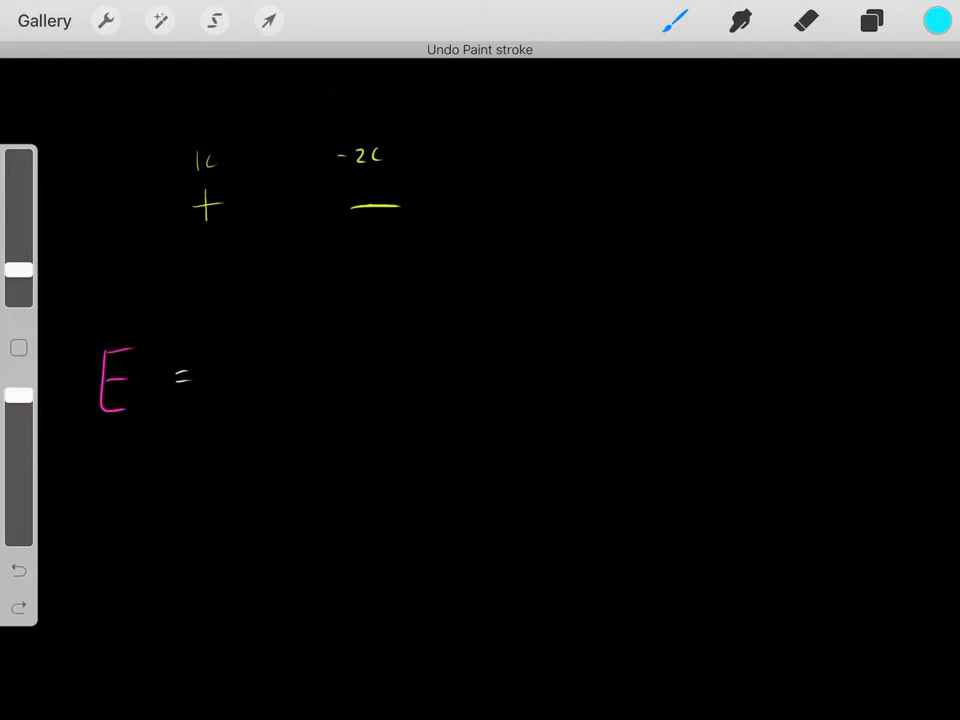 Gallery
Undo Paint stroke
1C -2C
+ —
E =